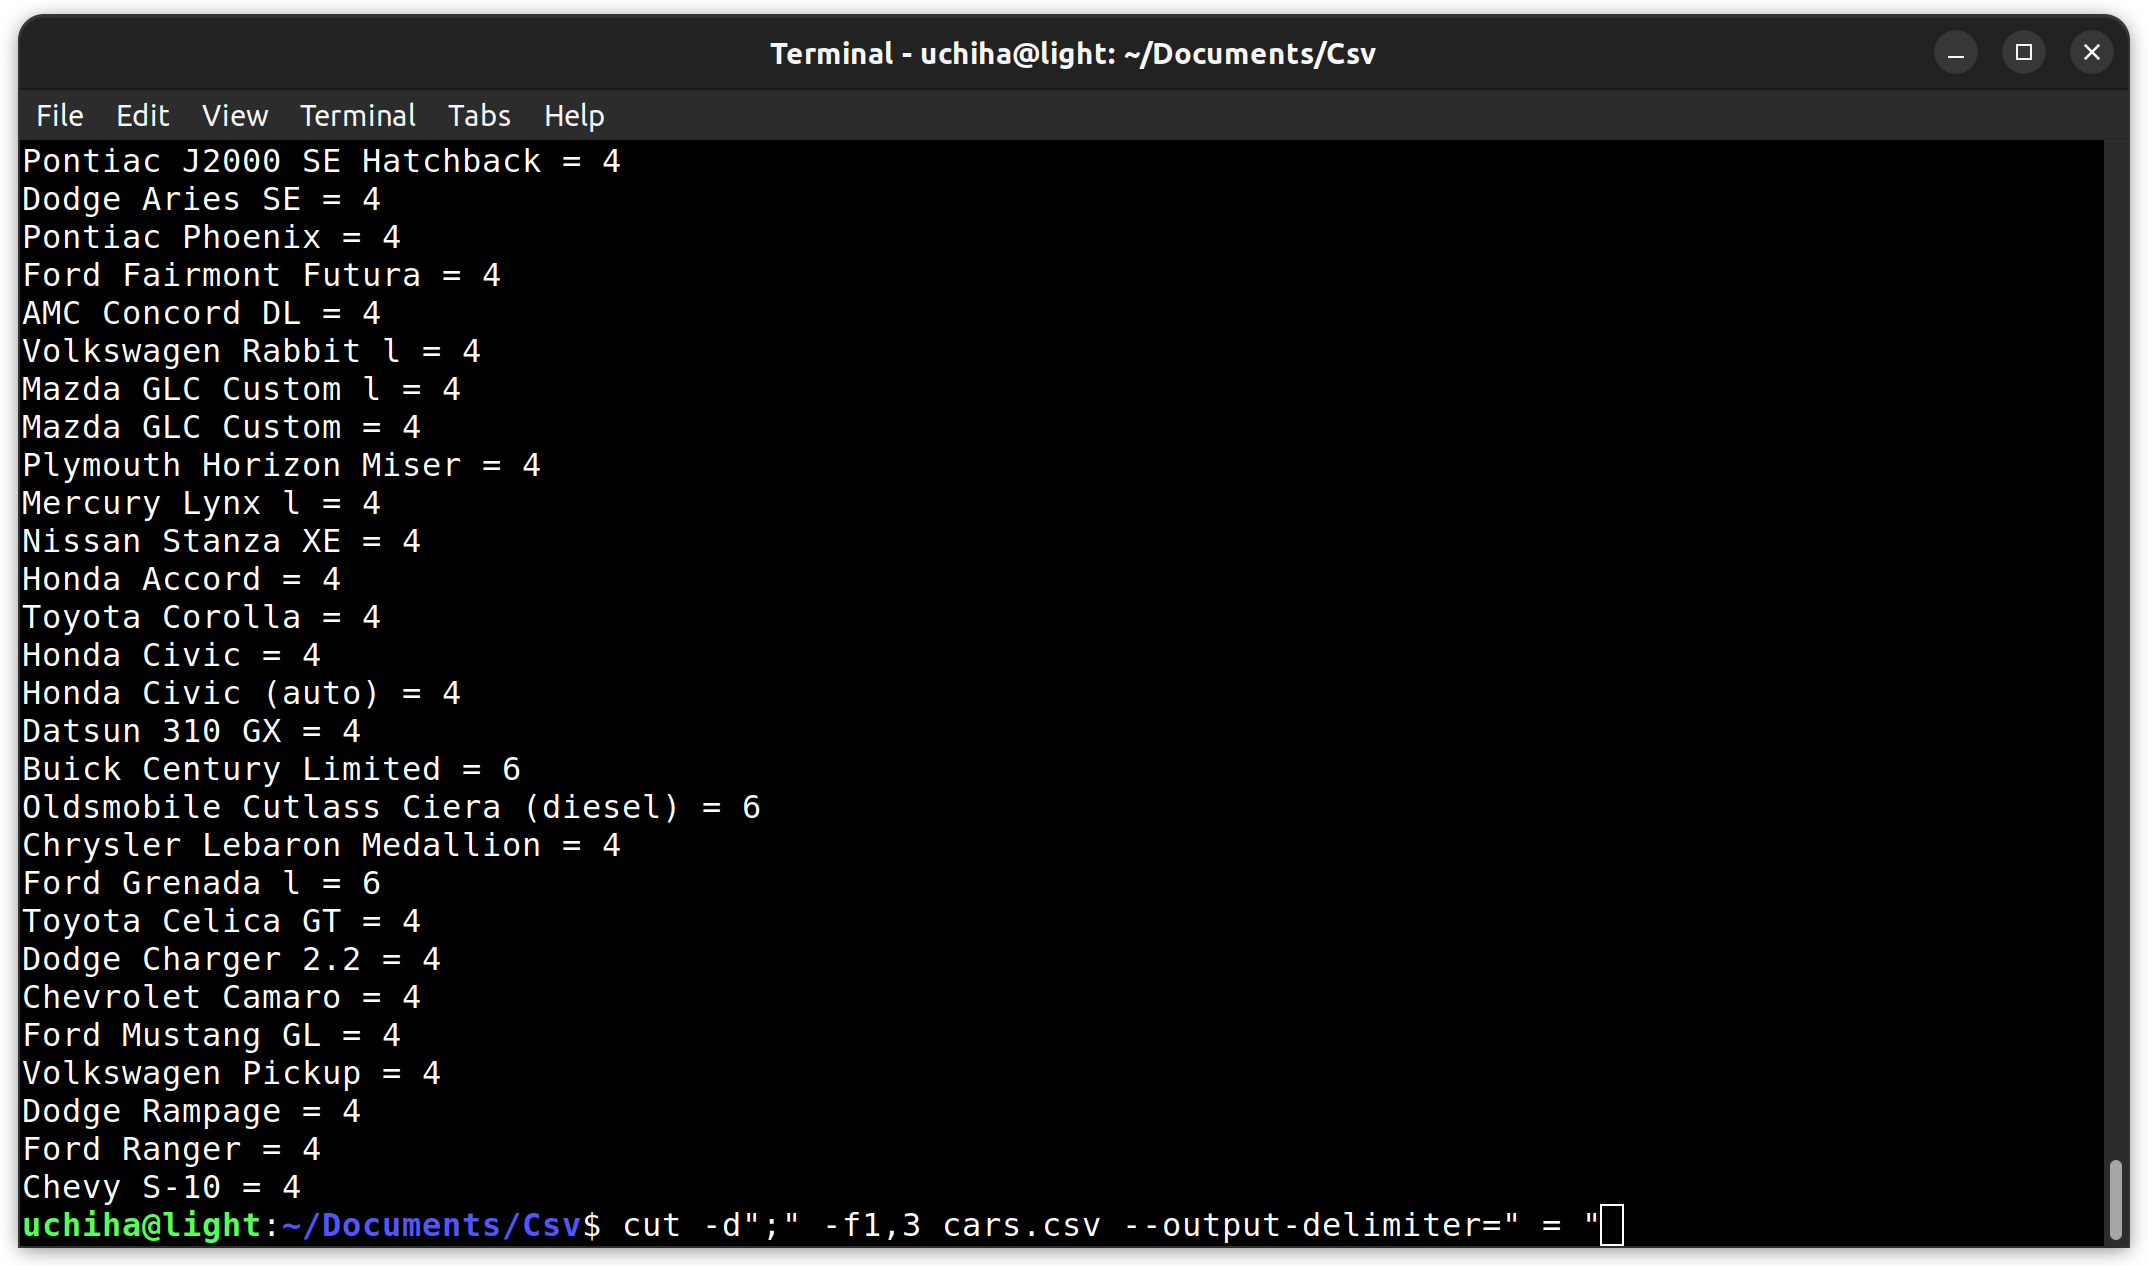 Terminal - uchiha@light: ~/Documents/Csv
File Edit View Terminal Tabs Help
Pontiac J2000 SE Hatchback = 4
Dodge Aries SE = 4
Pontiac Phoenix = 4
Ford Fairmont Futura = 4
AMC Concord DL = 4
Volkswagen Rabbit l = 4
Mazda GLC Custom l = 4
Mazda GLC Custom = 4
Plymouth Horizon Miser = 4
Mercury Lynx l = 4
Nissan Stanza XE = 4
Honda Accord = 4
Toyota Corolla = 4
Honda Civic = 4
Honda Civic (auto) = 4
Datsun 310 GX = 4
Buick Century Limited = 6
Oldsmobile Cutlass Ciera (diesel) = 6
Chrysler Lebaron Medallion = 4
Ford Grenada l = 6
Toyota Celica GT = 4
Dodge Charger 2.2 = 4
Chevrolet Camaro = 4
Ford Mustang GL = 4
Volkswagen Pickup = 4
Dodge Rampage = 4
Ford Ranger = 4
Chevy S-10 = 4
uchiha@light:~/Documents/Csv$ cut -d";" -f1,3 cars.csv --output-delimiter=" = "